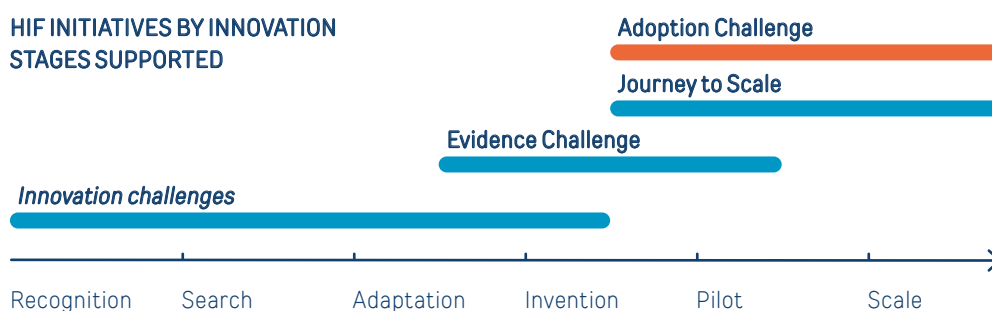 HIF INITIATIVES BY INNOVATION
STAGES SUPPORTED
Adoption Challenge
Journey to Scale
Evidence Challenge
Innovation challenges
Recognition Search Adaptation Invention Pilot Scale